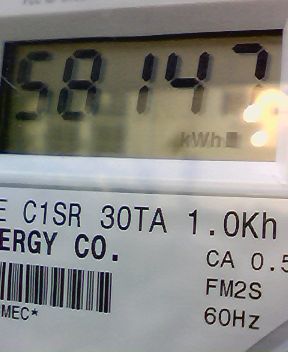 58147
kWh
E C1SR 30TA 1.0Kh
ERGY CO.
CA 0.5
FM2S
MEC*
60Hz